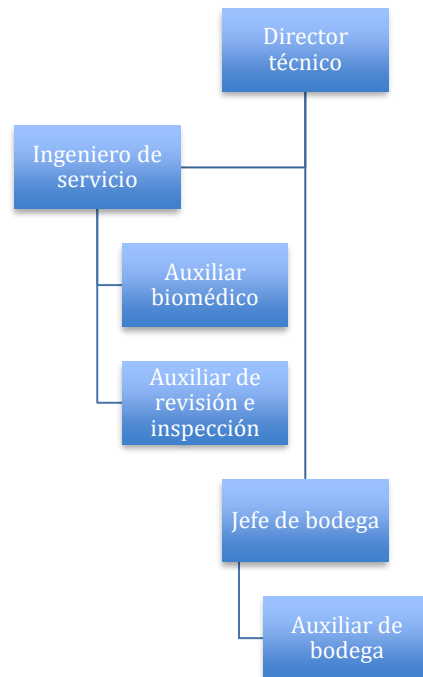 Director
técnico
Ingeniero de
servicio
Auxiliar
biomédico
Auxiliar de
revisión e
inspección
Jefe de bodega
Auxiliar de
bodega